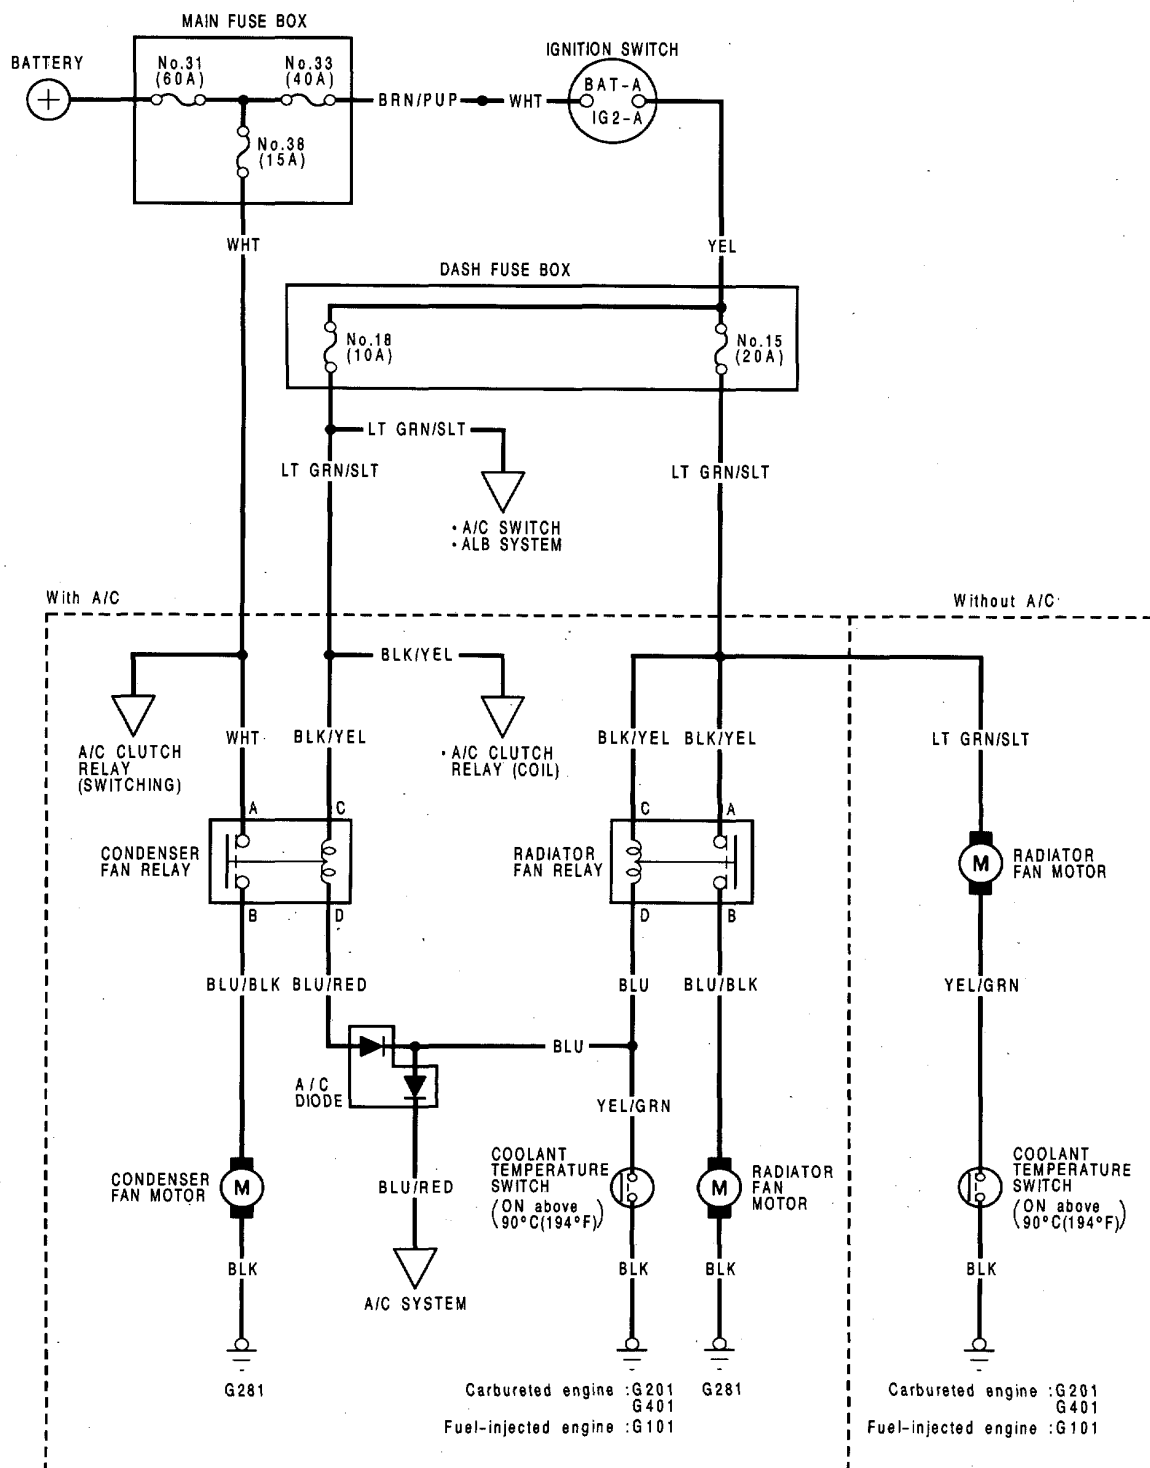 MAIN FUSE BOX
BATTERY
No.31
(60A)
No.33
(40A)
IGNITION SWITCH
BAT-A
IG2-A
BRN/PUP
WHT
No.38
(15A)
WHT
YEL
DASH FUSE BOX
No.18
(10A)
No.15
(20A)
LT GRN/SLT
LT GRN/SLT
LT GRN/SLT
•A/C SWITCH
•ALB SYSTEM
With A/C
Without A/C
BLK/YEL
A/C CLUTCH
RELAY
(SWITCHING)
WHT
BLK/YEL
•A/C CLUTCH
RELAY (COIL)
BLK/YEL
BLK/YEL
LT GRN/SLT
A
C
C
A
CONDENSER
FAN RELAY
RADIATOR
FAN RELAY
M
RADIATOR
FAN MOTOR
B
D
D
B
BLU/BLK
BLU/RED
BLU
BLU/BLK
YEL/GRN
BLU
A/C
DIODE
YEL/GRN
CONDENSER
FAN MOTOR
M
BLU/RED
COOLANT
TEMPERATURE
SWITCH
(ON above
90°C(194°F))
M
RADIATOR
FAN
MOTOR
COOLANT
TEMPERATURE
SWITCH
(ON above
90°C(194°F))
BLK
BLK
BLK
BLK
A/C SYSTEM
G281
Carbureted engine :G201
G401
Fuel-injected engine :G101
G281
Carbureted engine :G201
G401
Fuel-injected engine :G101